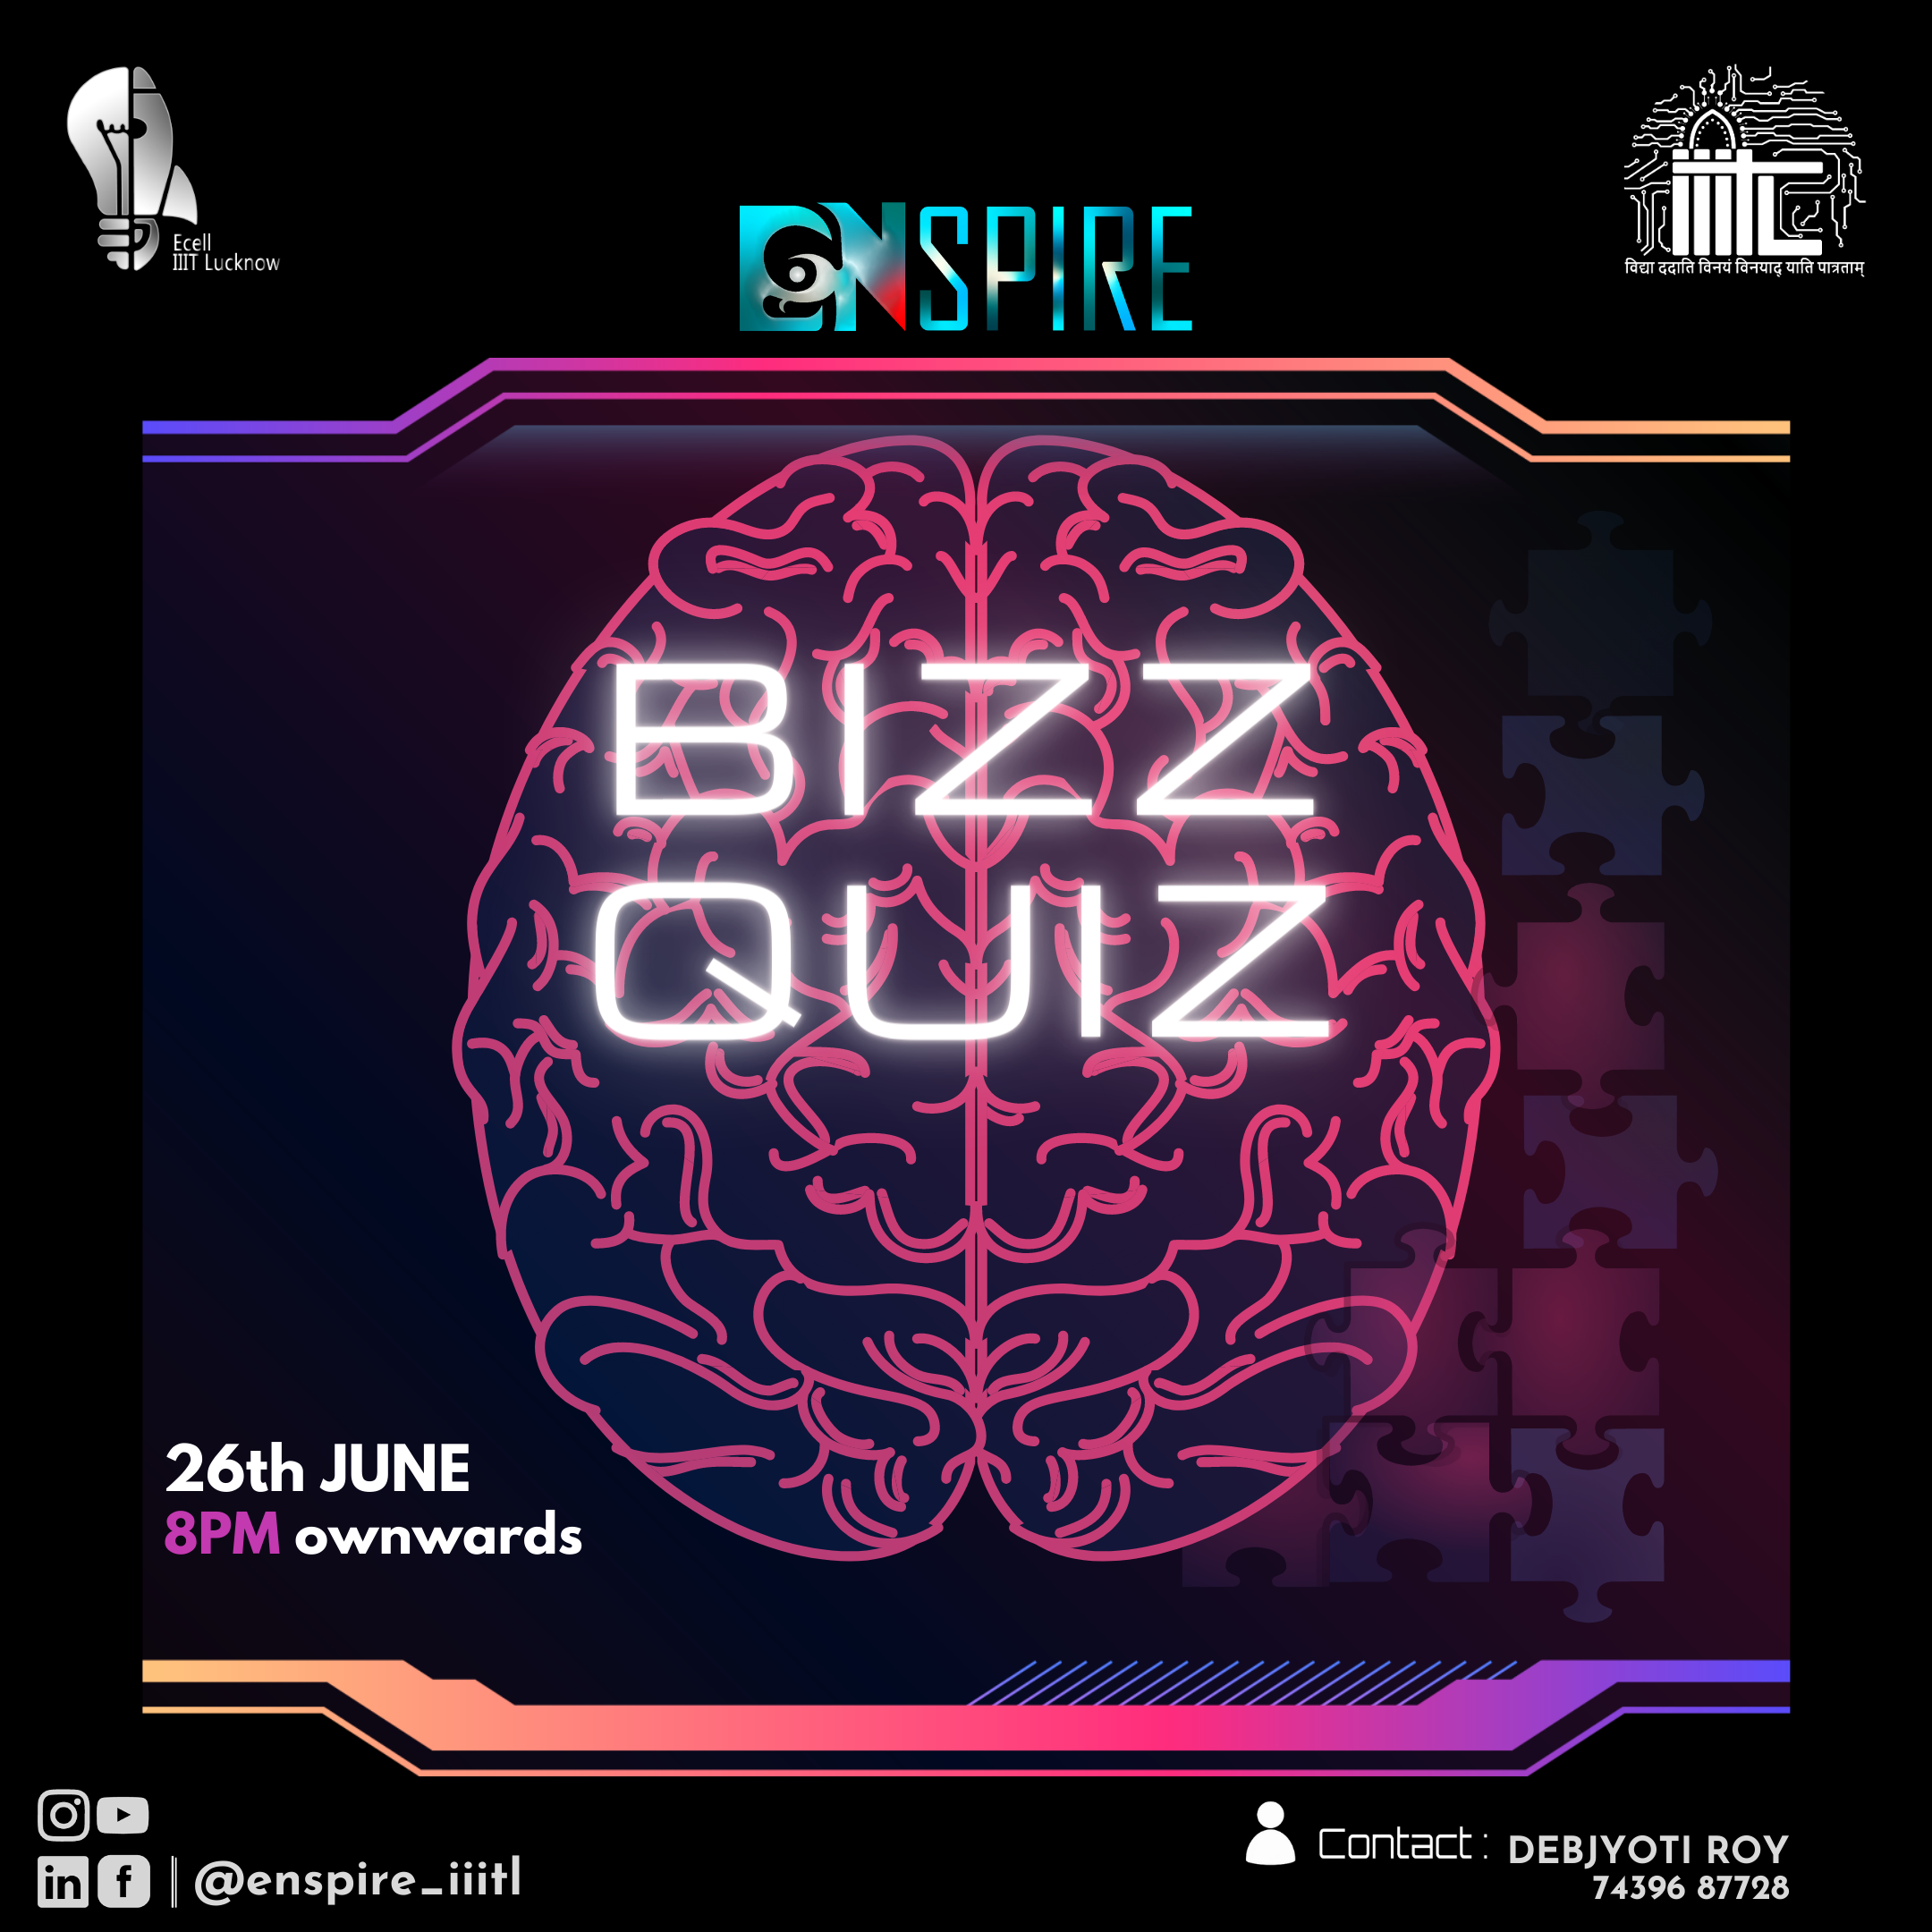 Ecell
IIIT Lucknow
ENSPIRE
iiitL
विद्या ददाति विनयं विनयाद् याति पात्रताम्
BIZZ
QUIZ
26th JUNE
8PM ownwards
@enspire_iiitl
Contact :
DEBJYOTI ROY
74396 87728